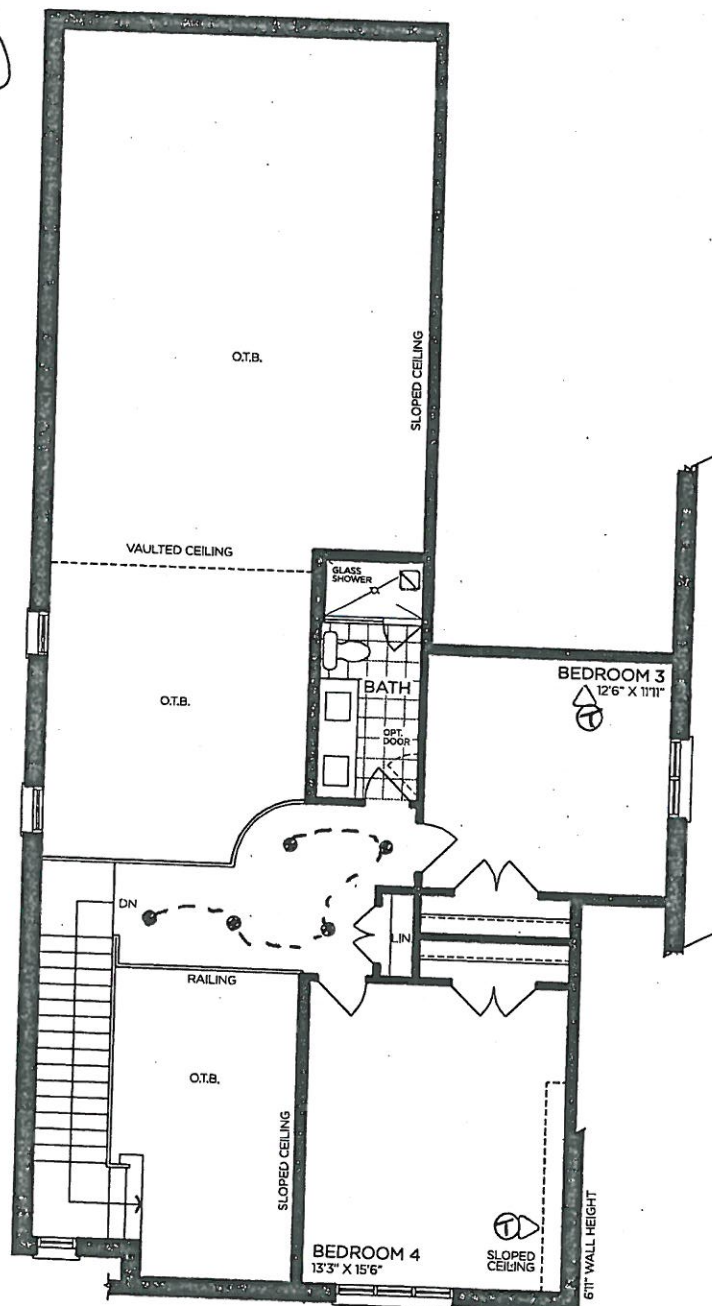 O.T.B.
SLOPED CEILING
VAULTED CEILING
GLASS
SHOWER
BATH
OPT.
DOOR
O.T.B.
BEDROOM 3
12'6" X 11'11"
T
DN
LIN.
RAILING
O.T.B.
SLOPED CEILING
BEDROOM 4
13'3" X 15'6"
T
SLOPED
CEILING
6'11" WALL HEIGHT